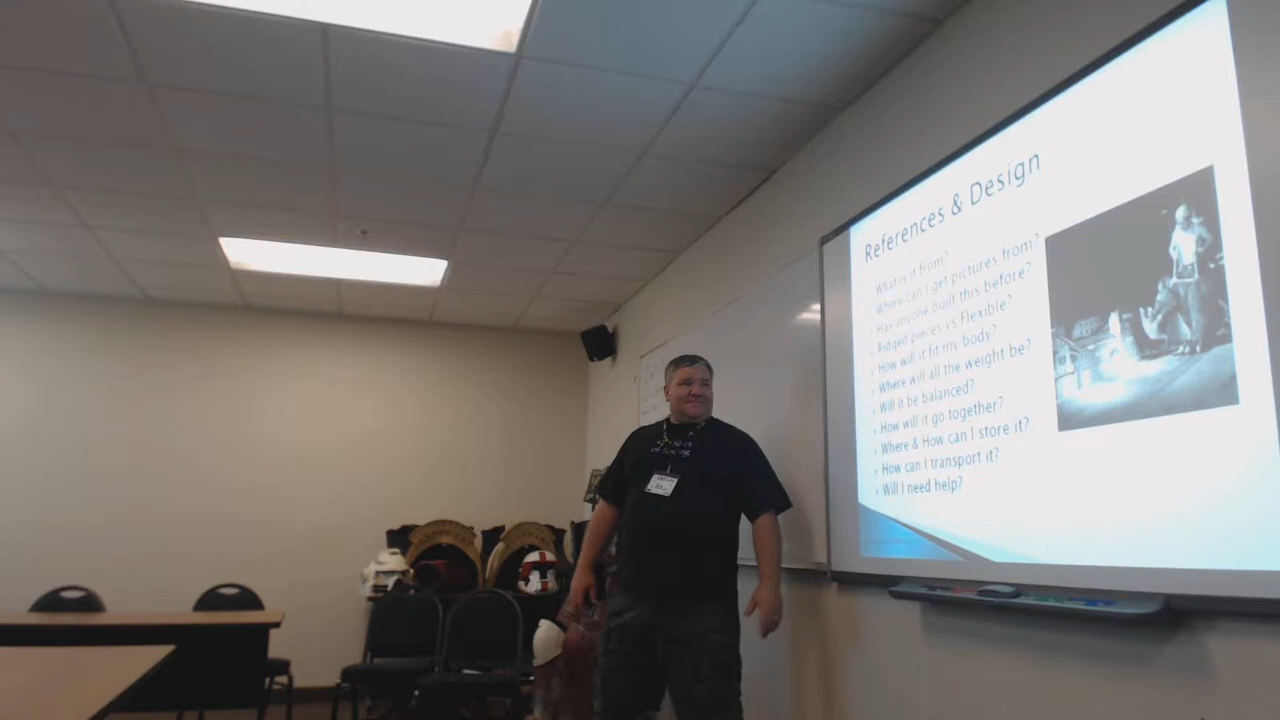 References & Design
What is it from?
Where can I get pictures from?
Has anyone built this before?
Ridged pieces vs Flexible?
How will it fit my body?
Where will all the weight be?
Will it be balanced?
How will it go together?
Where & How can I store it?
How can I transport it?
Will I need help?